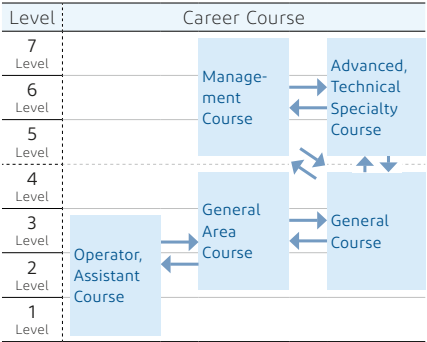 Level Career Course
7
Level
6
Level
5
Level
4
Level
3
Level
2
Level
1
Level
Manage-
ment
Course
Advanced,
Technical
Specialty
Course
General
Area
Course
General
Course
Operator,
Assistant
Course